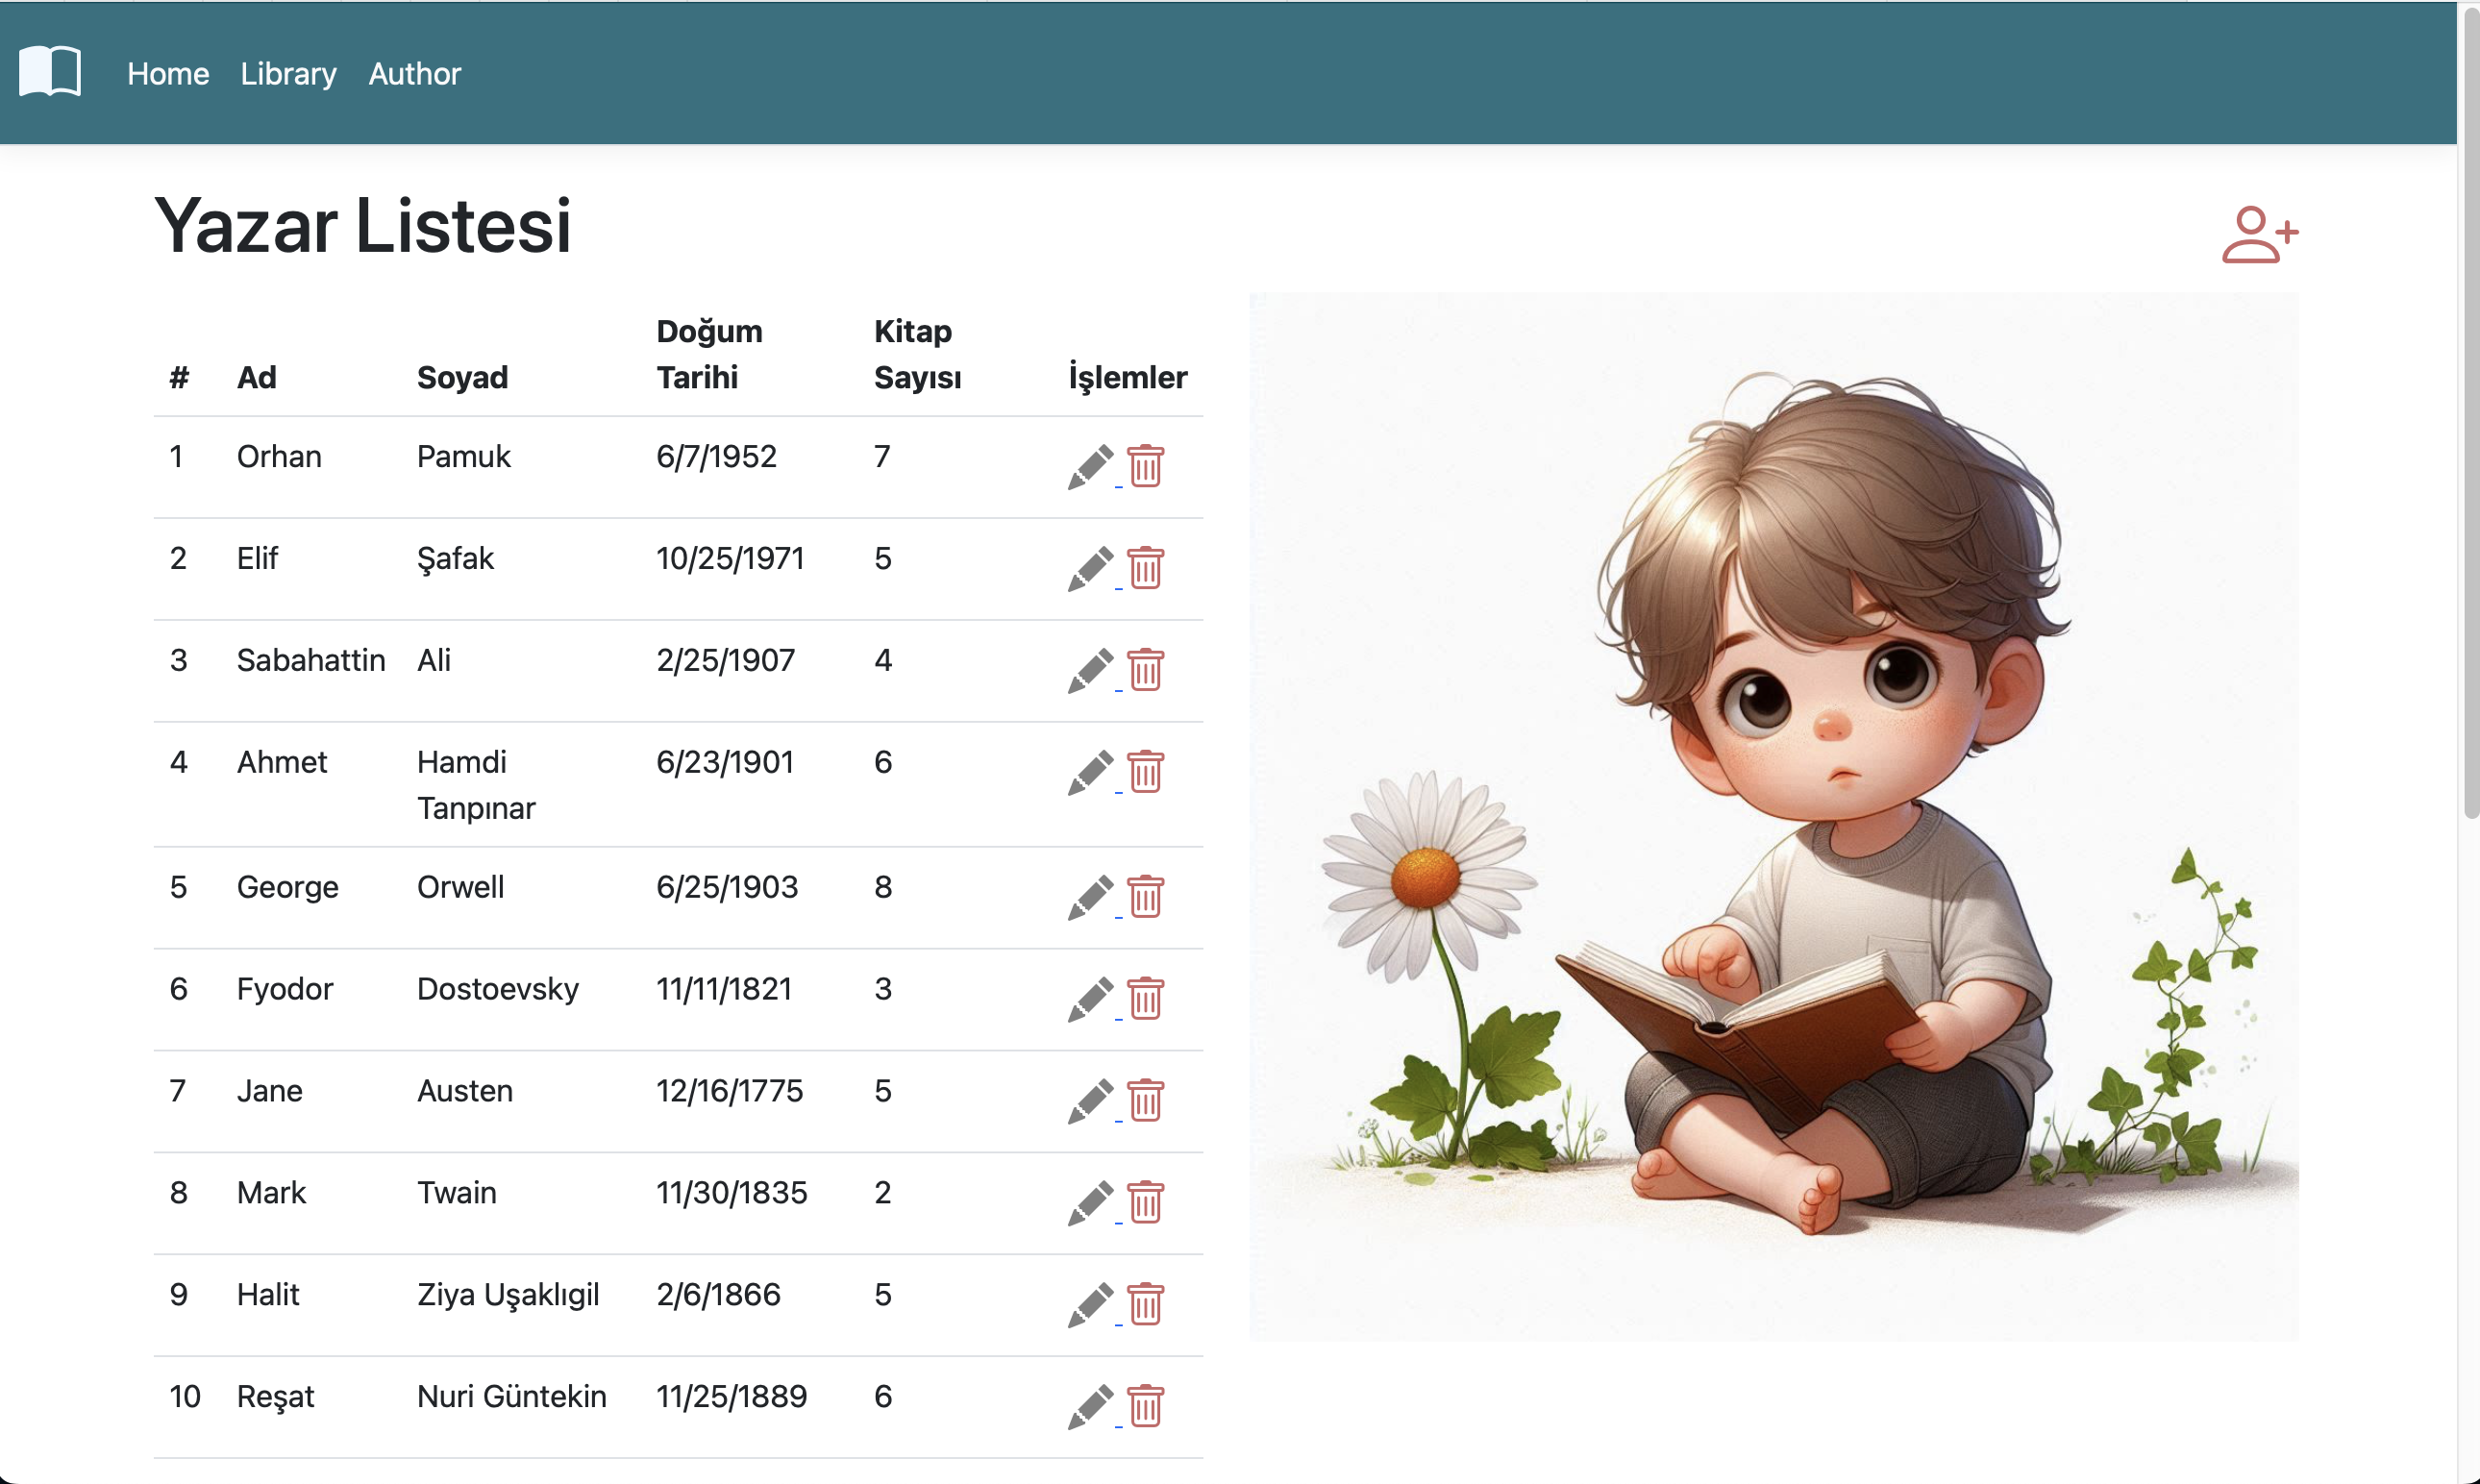 Home Library Author
Yazar Listesi
# Ad Soyad Doğum Tarihi Kitap Sayısı İşlemler
1 Orhan Pamuk 6/7/1952 7
2 Elif Şafak 10/25/1971 5
3 Sabahattin Ali 2/25/1907 4
4 Ahmet Hamdi Tanpınar 6/23/1901 6
5 George Orwell 6/25/1903 8
6 Fyodor Dostoevsky 11/11/1821 3
7 Jane Austen 12/16/1775 5
8 Mark Twain 11/30/1835 2
9 Halit Ziya Uşaklıgil 2/6/1866 5
10 Reşat Nuri Güntekin 11/25/1889 6